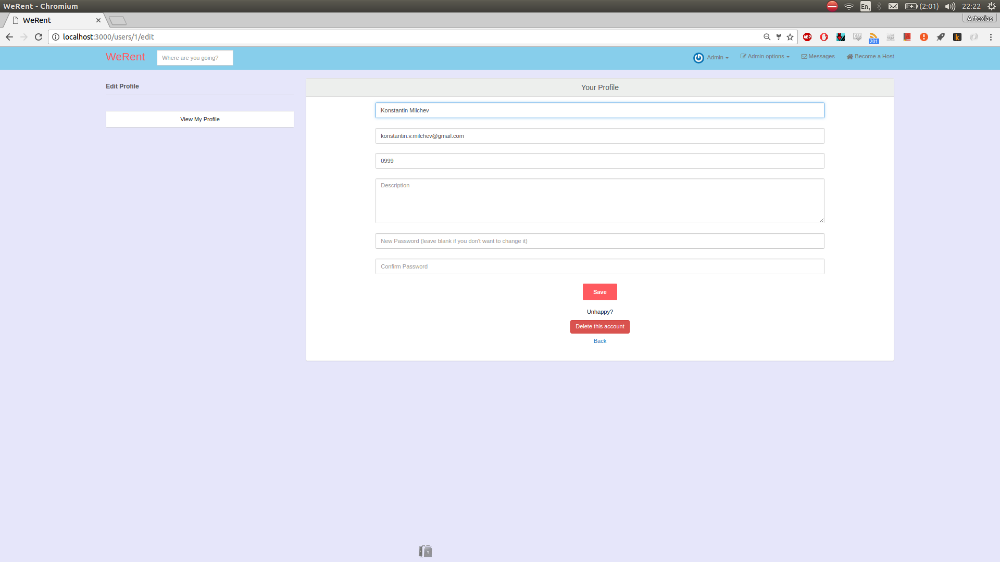 WeRent - Chromium
En1
(2:01)
22:22
WeRent
Artexias
localhost:3000/users/1/edit
ABP
CSS
201
k
WeRent
Where are you going?
Admin
Admin options
Messages
Become a Host
Edit Profile
View My Profile
Your Profile
Konstantin Milchev
konstantin.v.milchev@gmail.com
0999
Description
New Password (leave blank if you don't want to change it)
Confirm Password
Save
Unhappy?
Delete this account
Back